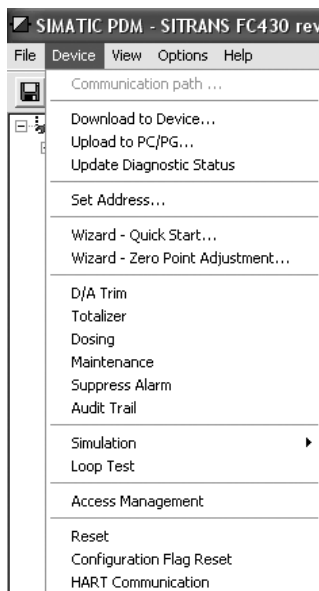 SIMATIC PDM - SITRANS FC430 rev
File Device View Options Help
Communication path ...
Download to Device...
Upload to PC/PG...
Update Diagnostic Status
Set Address...
Wizard - Quick Start...
Wizard - Zero Point Adjustment...
D/A Trim
Totalizer
Dosing
Maintenance
Suppress Alarm
Audit Trail
Simulation
Loop Test
Access Management
Reset
Configuration Flag Reset
HART Communication